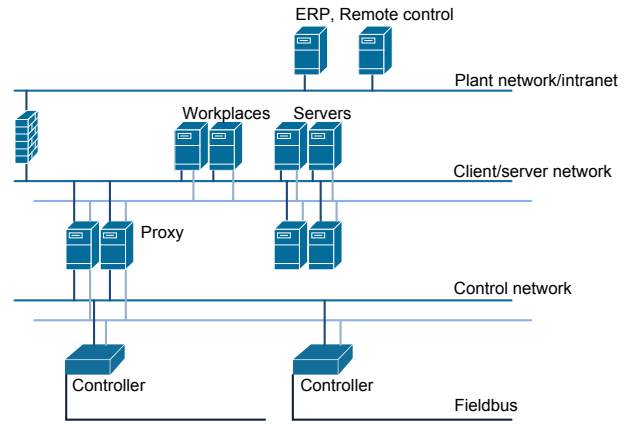 ERP, Remote control
Plant network/intranet
Workplaces
Servers
Client/server network
Proxy
Control network
Controller
Controller
Fieldbus